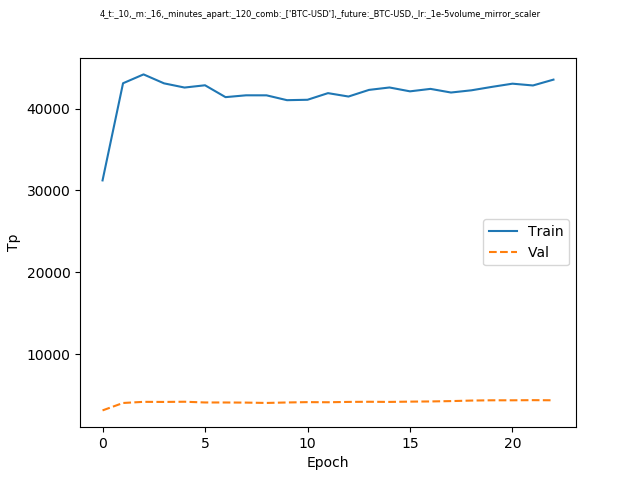 4_t:_10,_m:_16,_minutes_apart:_120_comb:_['BTC-USD'],_future:_BTC-USD,_lr:_1e-5volume_mirror_scaler
40000
30000
20000
10000
Tp
Train
Val
0 5 10 15 20
Epoch